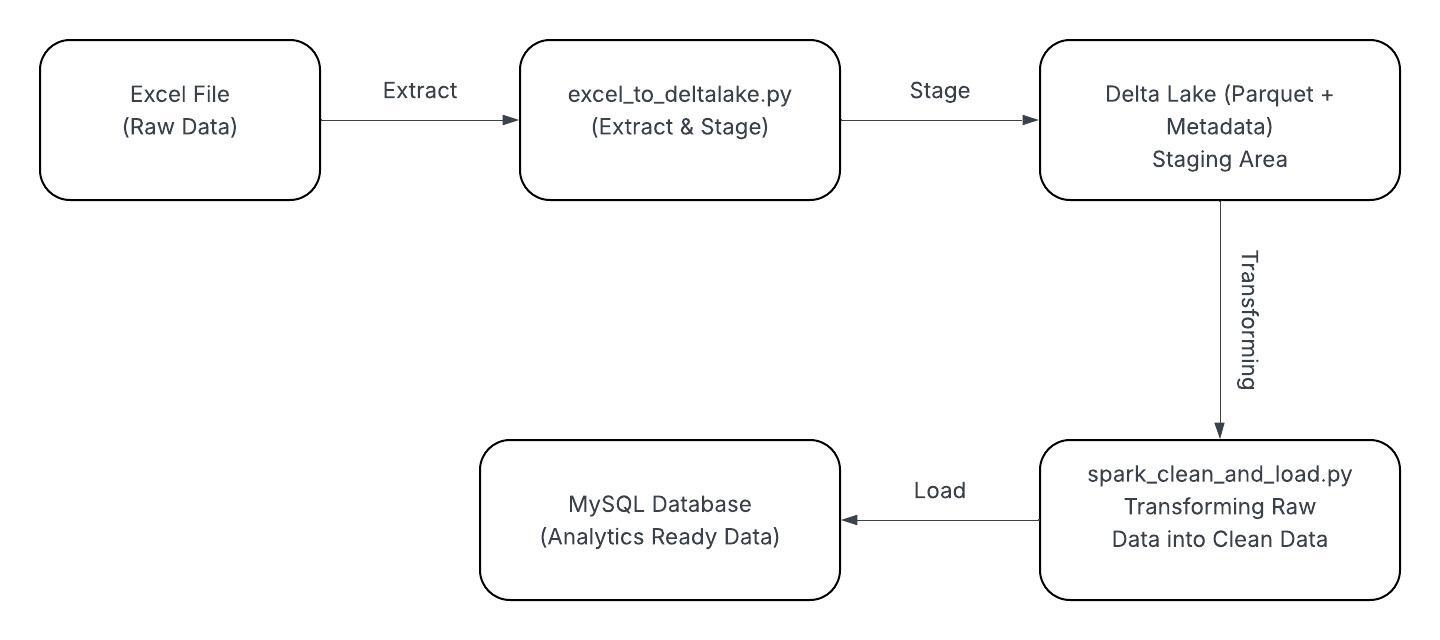 Excel File
(Raw Data)
Extract
excel_to_deltalake.py
(Extract & Stage)
Stage
Delta Lake (Parquet +
Metadata)
Staging Area
Transforming
spark_clean_and_load.py
Transforming Raw
Data into Clean Data
Load
MySQL Database
(Analytics Ready Data)